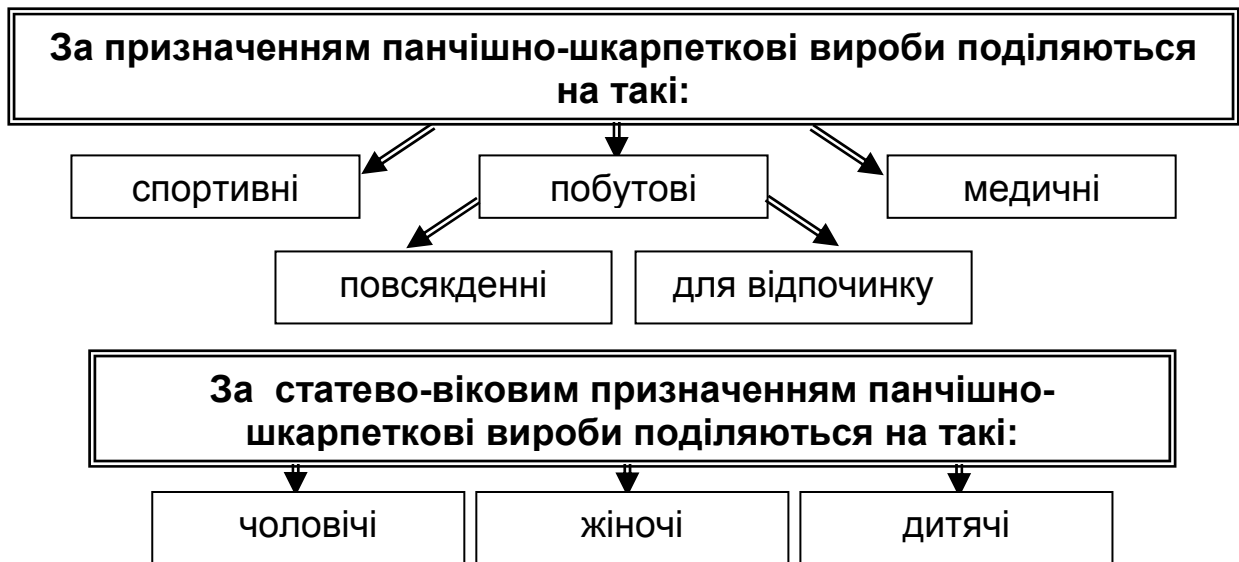 За призначенням панчішно-шкарпеткові вироби поділяються
на такі:
спортивні
побутові
медичні
повсякденні
для відпочинку
За статево-віковим призначенням панчішно-
шкарпеткові вироби поділяються на такі:
чоловічі
жіночі
дитячі